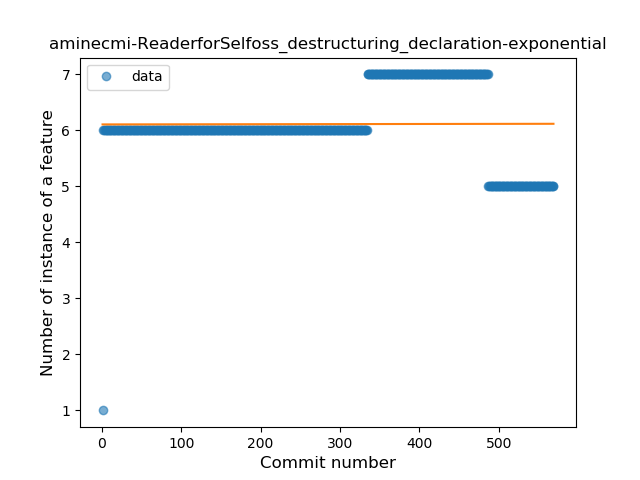 aminecmi-ReaderforSelfoss_destructuring_declaration-exponential
data
Number of instance of a feature
7
6
5
4
3
2
1
0 100 200 300 400 500
Commit number